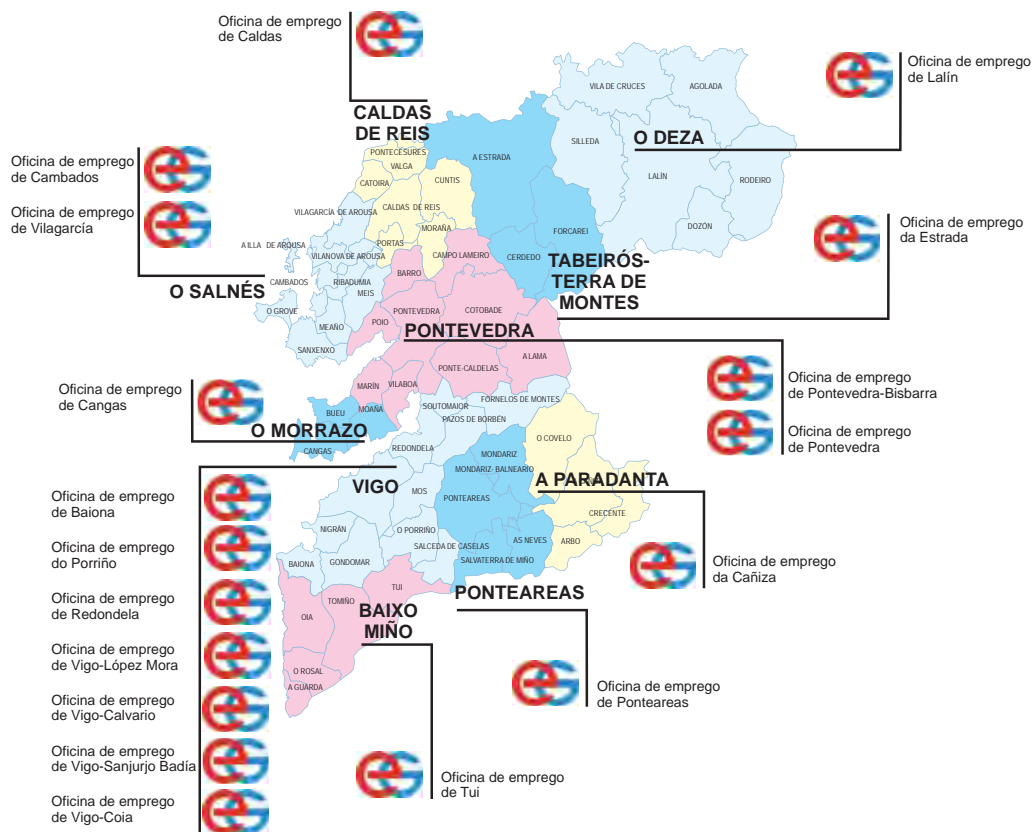 Oficina de emprego
de Caldas
Oficina de emprego
de Lalín
VILA DE CRUCES
AGOLADA
CALDAS
DE REIS
SILLEDA
O DEZA
PONTECESURES
A ESTRADA
VALGA
LALÍN
RODEIRO
CATOIRA
CUNTIS
Oficina de emprego
de Cambados
Oficina de emprego
de Vilagarcía
VILAGARCÍA DE AROUSA
CALDAS DE REIS
MORAÑA
DOZÓN
Oficina de emprego
da Estrada
FORCAREI
A ILLA DE AROUSA
PORTAS
VILANOVA DE AROUSA
CAMPO LAMEIRO
CERDEDO
TABEIRÓS-
TERRA DE
MONTES
BARRO
CAMBADOS
RIBADUMIA
MEIS
O SALNÉS
O GROVE
PONTEVEDRA
COTOBADE
MEAÑO
POIO
PONTEVEDRA
SANXENXO
A LAMA
PONTE-CALDELAS
Oficina de emprego
de Pontevedra-Bisbarra
Oficina de emprego
de Pontevedra
Oficina de emprego
de Cangas
MARÍN
VILABOA
FORNELOS DE MONTES
SOUTOMAIOR
BUEU
MOAÑA
PAZOS DE BORBÉN
O MORRAZO
CANGAS
REDONDELA
O COVELO
MONDARIZ
MONDARIZ- BALNEARIO
VIGO
A PARADANTA
MOS
PONTEAREAS
CRECENTE
NIGRÁN
O PORRIÑO
AS NEVES
ARBO
SALCEDA DE CASELAS
BAIONA
GONDOMAR
SALVATERRA DE MIÑO
Oficina de emprego
da Cañiza
TUI
PONTEAREAS
TOMIÑO
BAIXO
MIÑO
OIA
O ROSAL
A GUARDA
Oficina de emprego
de Baiona
Oficina de emprego
do Porriño
Oficina de emprego
de Redondela
Oficina de emprego
de Vigo-López Mora
Oficina de emprego
de Vigo-Calvario
Oficina de emprego
de Vigo-Sanjurjo Badía
Oficina de emprego
de Vigo-Coia
Oficina de emprego
de Ponteareas
Oficina de emprego
de Tui